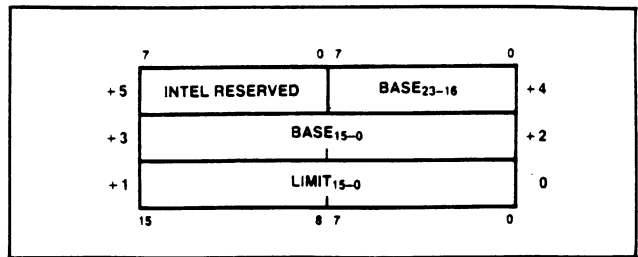 7 0 7 0
+5 INTEL RESERVED BASE23–16 +4
+3 BASE15–0 +2
+1 LIMIT15–0 0
15 8 7 0